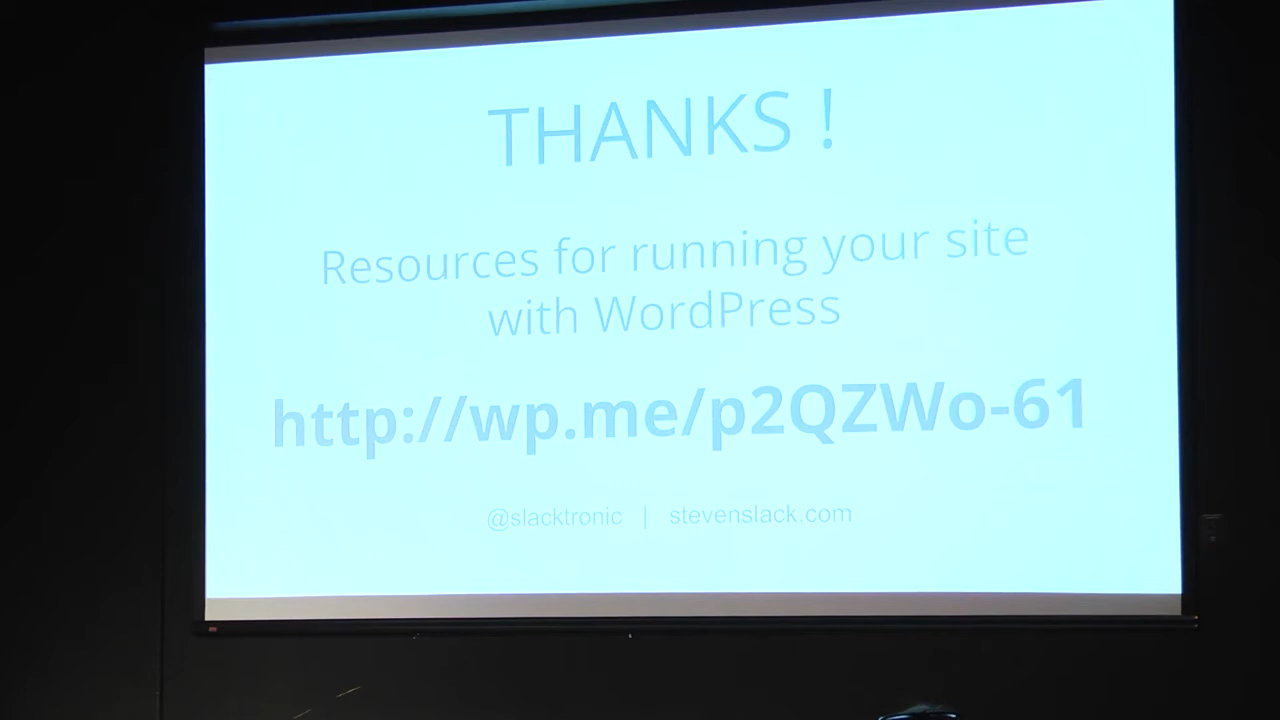 THANKS !
Resources for running your site
with WordPress
http://wp.me/p2QZWo-61
@slacktronic | stevenslack.com